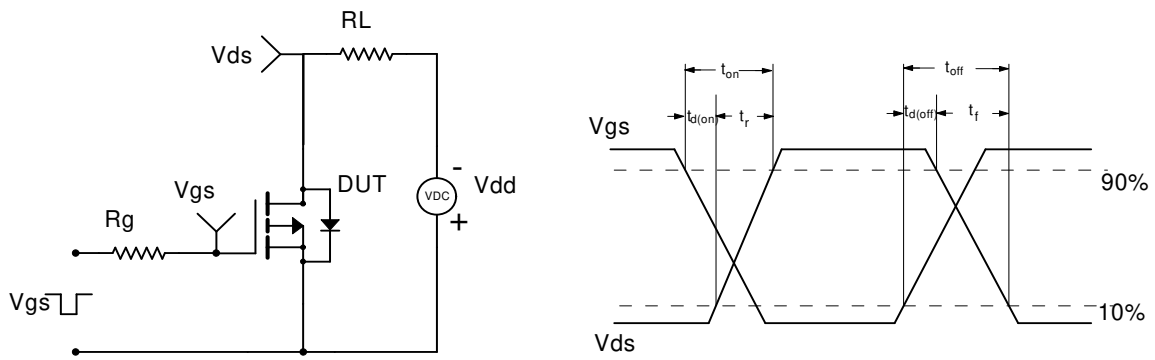 RL
Vds
Vgs
DUT
-
VDC
Vdd
+
Rg
Vgs
t_on
t_off
t_d(on)
t_r
t_d(off)
t_f
Vgs
90%
10%
Vds